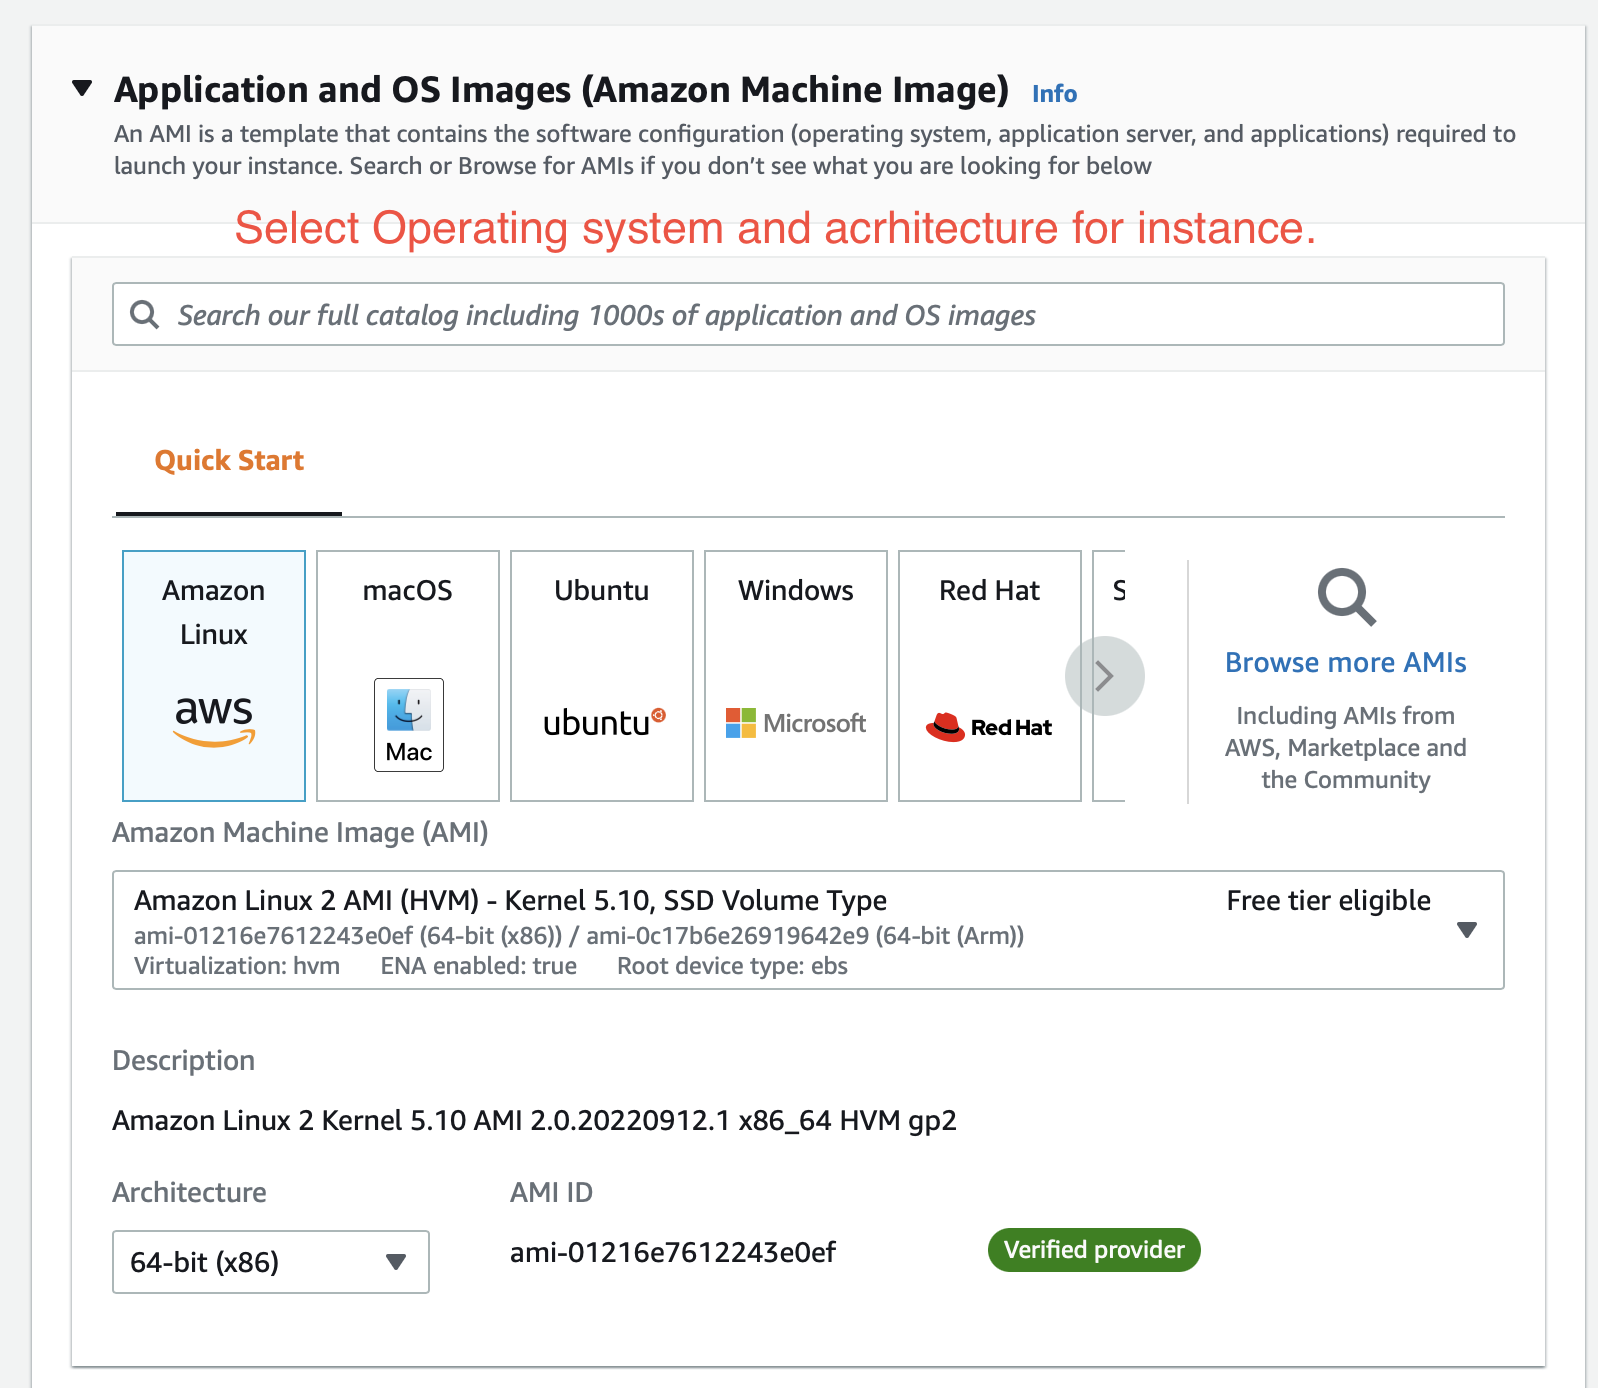 Application and OS Images (Amazon Machine Image) Info
An AMI is a template that contains the software configuration (operating system, application server, and applications) required to
launch your instance. Search or Browse for AMIs if you don’t see what you are looking for below
Select Operating system and acrhitecture for instance.
Search our full catalog including 1000s of application and OS images
Quick Start
Amazon
Linux
aws
macOS
Mac
Ubuntu
ubuntu
Windows
Microsoft
Red Hat
Red Hat
S
Browse more AMIs
Including AMIs from
AWS, Marketplace and
the Community
Amazon Machine Image (AMI)
Amazon Linux 2 AMI (HVM) - Kernel 5.10, SSD Volume Type Free tier eligible
ami-01216e7612243e0ef (64-bit (x86)) / ami-0c17b6e26919642e9 (64-bit (Arm))
Virtualization: hvm ENA enabled: true Root device type: ebs
Description
Amazon Linux 2 Kernel 5.10 AMI 2.0.20220912.1 x86_64 HVM gp2
Architecture AMI ID
64-bit (x86) ami-01216e7612243e0ef Verified provider